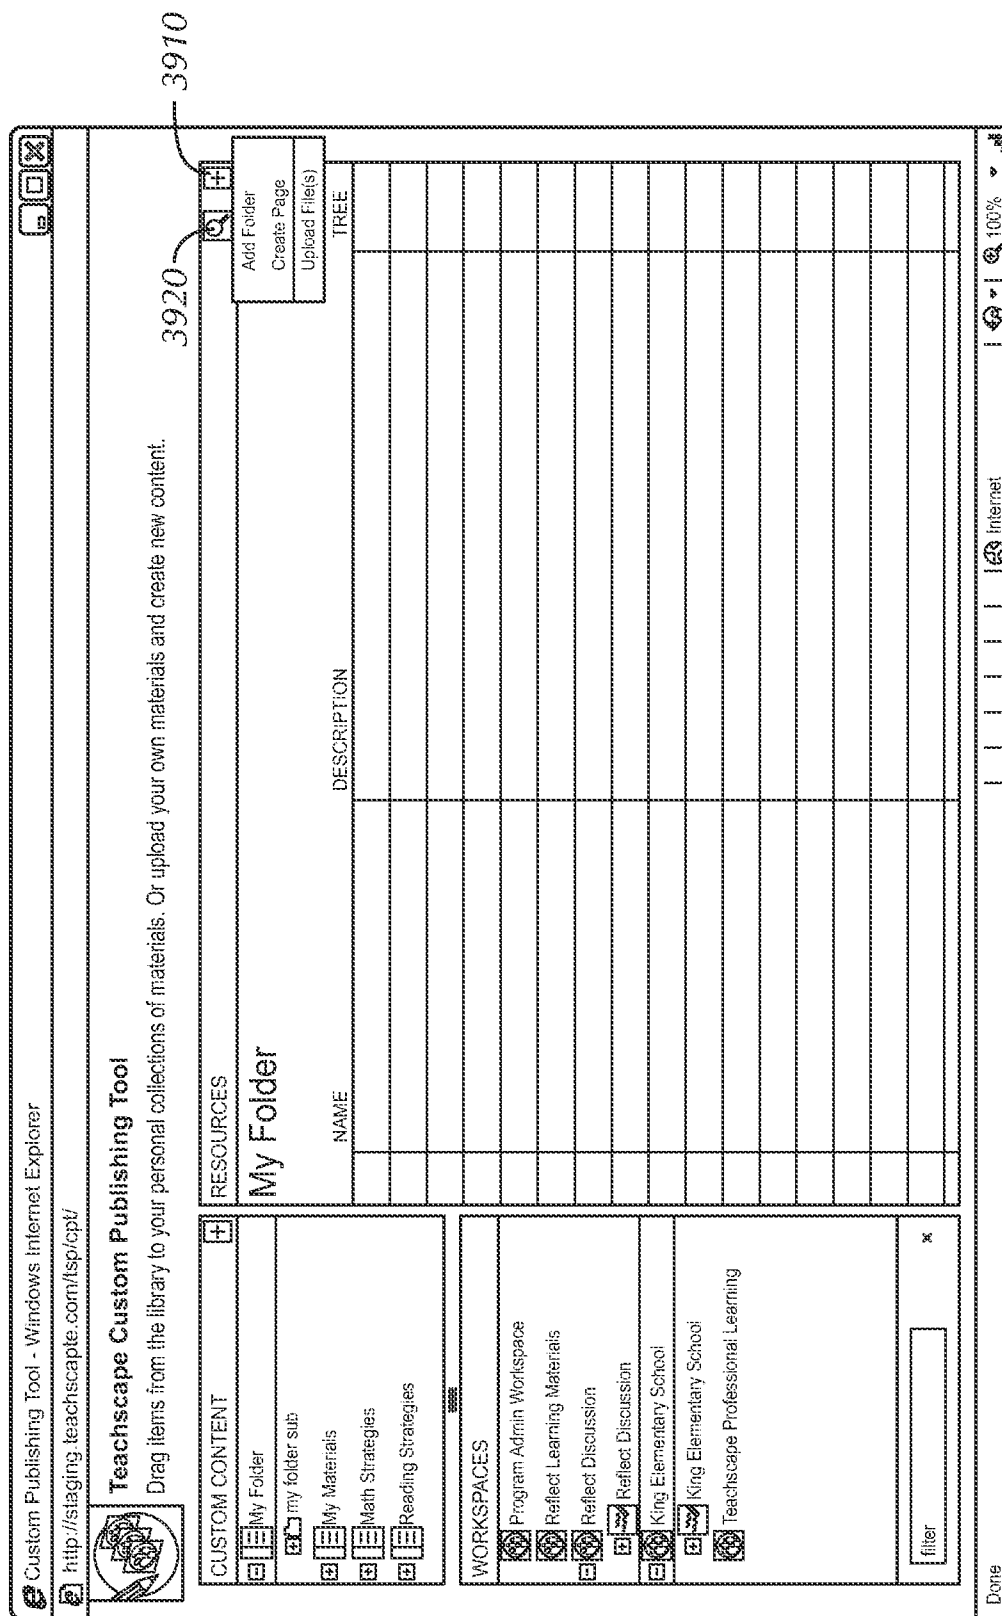 Custom Publishing Tool - Windows Internet Explorer
http://staging.teachscapte.com/tsp/cpt/
Teachscape Custom Publishing Tool
Drag items from the library to your personal collections of materials. Or upload your own materials and create new content.
3920
3910
CUSTOM CONTENT
My Folder
my folder sub
My Materials
Math Strategies
Reading Strategies
WORKSPACES
Program Admin Workspace
Reflect Learning Materials
Reflect Discussion
Reflect Discussion
King Elementary School
King Elementary School
Teachscape Professional Learning
filter
x
RESOURCES
My Folder
Add Folder
Create Page
Upload File(s)
NAME
DESCRIPTION
TREE
Done
Internet
100%